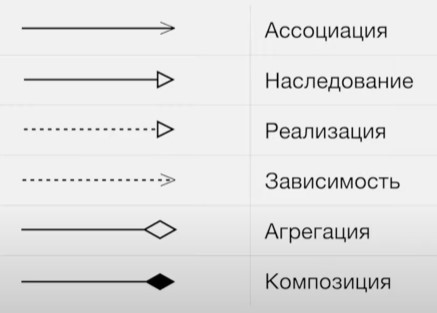 Ассоциация
Наследование
Реализация
Зависимость
Агрегация
Композиция